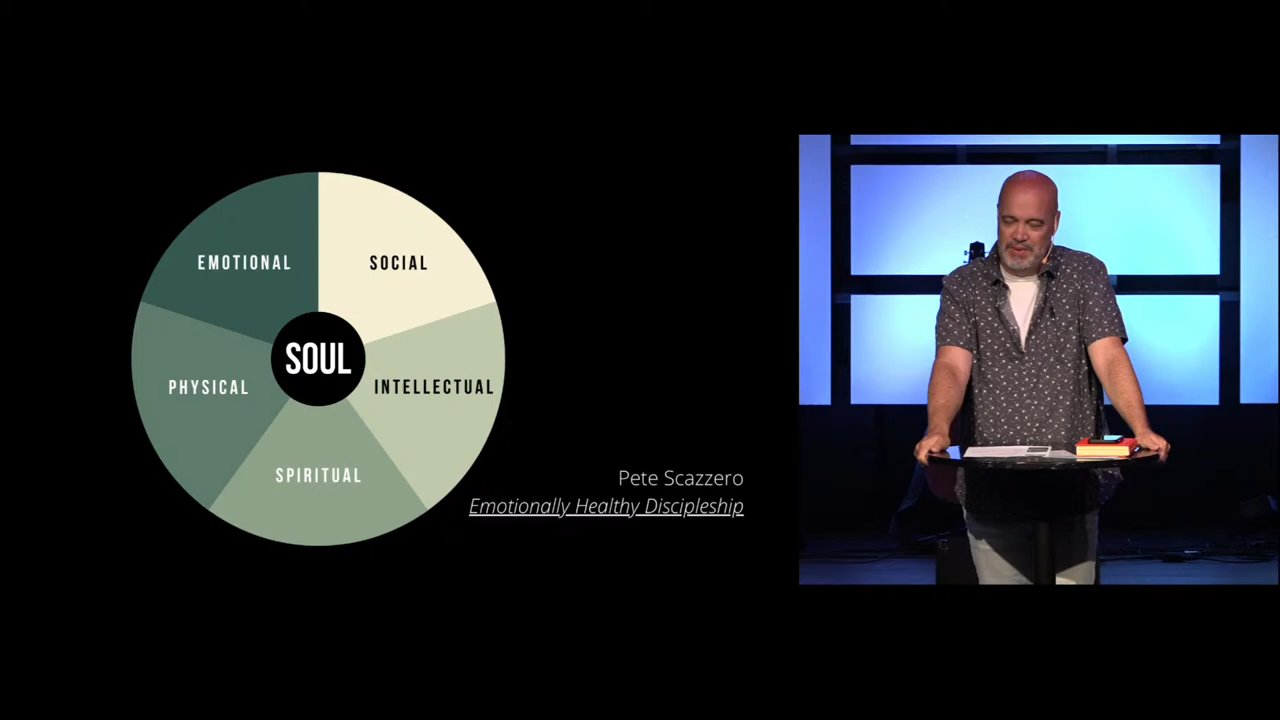 EMOTIONAL
SOCIAL
SOUL
PHYSICAL
INTELLECTUAL
SPIRITUAL
Pete Scazzero
Emotionally Healthy Discipleship